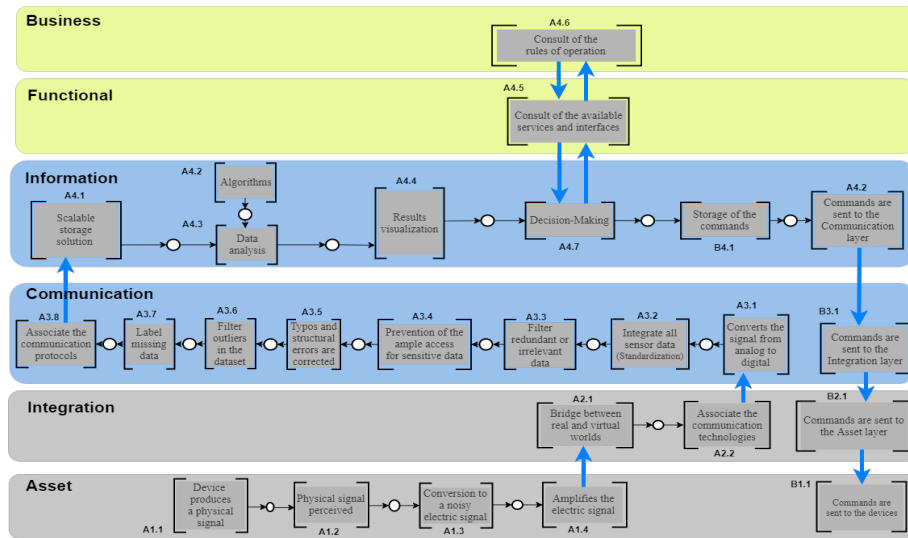 Business
A4.6
Consult of the
rules of operation
Functional
A4.5
Consult of the available
services and interfaces
Information
A4.1
Scalable
storage
solution
A4.2
Algorithms
A4.3
Data
analysis
A4.4
Results
visualization
Decision-Making
A4.7
Storage of the
commands
B4.1
A4.2
Commands are
sent to the
Communication
layer
Communication
A3.8
Associate the
communication
protocols
A3.7
Label
missing
data
A3.6
Filter
outliers
in the
dataset
A3.5
Typos and
structural
errors are
corrected
A3.4
Prevention of the
ample access
for sensitive data
A3.3
Filter
redundant or
irrelevant
data
A3.2
Integrate all
sensor data
(Standardization)
A3.1
Converts the
signal from
analog to
digital
B3.1
Commands are
sent to the
Integration layer
Integration
A2.1
Bridge between
real and virtual
worlds
Associate the
communication
technologies
A2.2
B2.1
Commands are sent to
the Asset layer
Asset
Device
produces
a physical
signal
A1.1
Physical signal
perceived
A1.2
Conversion to
a noisy
electric signal
A1.3
Amplifies the
electric signal
A1.4
B1.1
Commands are
sent to the devices